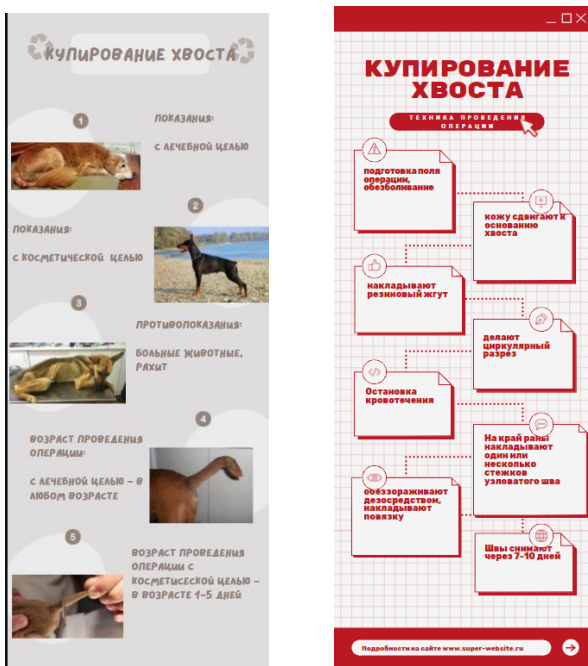 КУПИРОВАНИЕ ХВОСТА
1
ПОКАЗАНИЯ:
С ЛЕЧЕБНОЙ ЦЕЛЬЮ
2
ПОКАЗАНИЯ:
С КОСМЕТИЧЕСКОЙ ЦЕЛЬЮ
3
ПРОТИВОПОКАЗАНИЯ:
БОЛЬНЫЕ ЖИВОТНЫЕ,
РАХИТ
4
ВОЗРАСТ ПРОВЕДЕНИЯ
ОПЕРАЦИИ:
С ЛЕЧЕБНОЙ ЦЕЛЬЮ – В
ЛЮБОМ ВОЗРАСТЕ
5
ВОЗРАСТ ПРОВЕДЕНИЯ
ОПЕРАЦИИ С
КОСМЕТИСЕСКОЙ ЦЕЛЬЮ –
В ВОЗРАСТЕ 1-5 ДНЕЙ
КУПИРОВАНИЕ
ХВОСТА
ТЕХНИКА ПРОВЕДЕНИЯ
ОПЕРАЦИИ
подготовка поля
операции,
обезболивание
кожу сдвигают к
основанию
хвоста
накладывают
резиновый жгут
делают
циркулярный
разрез
Остановка
кровотечения
На край раны
накладывают
один или
несколько
стежков
узловатого шва
обеззораживают
дезосредством,
накладывают
повязку
Швы снимают
через 7-10 дней
Подробности на сайте www.super-website.ru